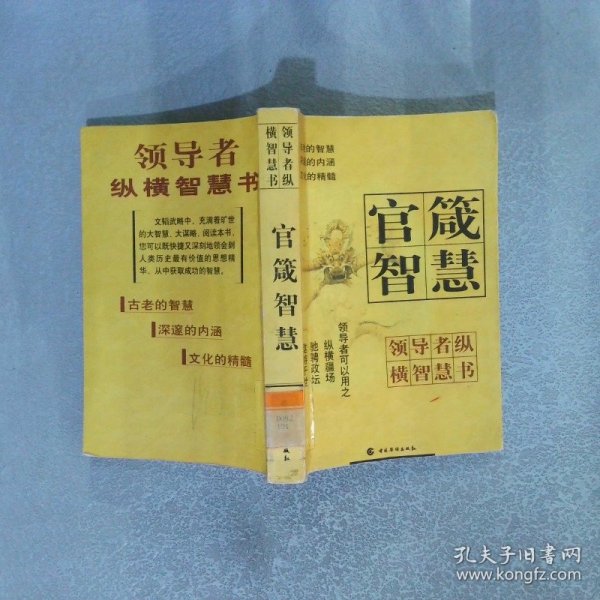 领导者
纵横智慧书
文韬武略中，充满着旷世
的大智慧、大谋略，阅读本书，
您可以既快捷又深刻地领会到
人类历史最有价值的思想精
华，从中获取成功的智慧。
古老的智慧
深邃的内涵
文化的精髓
领导者纵
横智慧书
官箴智慧
版社
的智慧
的内涵
的精髓
官箴
智慧
领导者可以用之
纵横疆场
驰骋政坛
领导者纵
横智慧书
孔夫子旧书网
www.kongfz.com